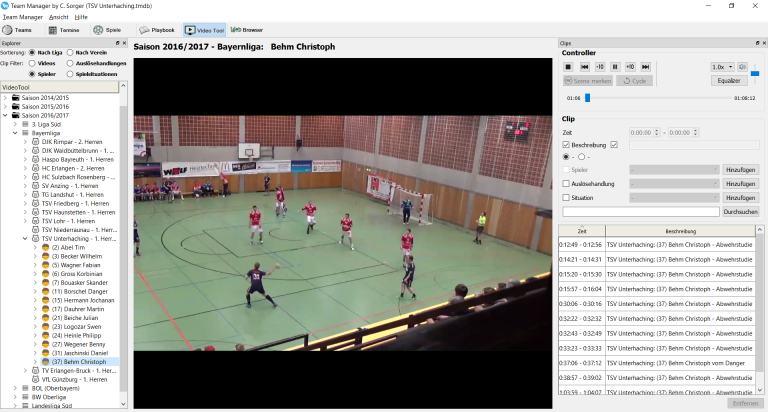 Team Manager by C. Sorger (TSV Unterhaching.tmdb)
Team Manager Ansicht Hilfe
Teams Termine Spiele Playbook Video Tool Browser
Explorer
Sortierung: Nach Liga Nach Verein
Clip Filter: Videos Auslösehandlungen
Spieler Spielsituationen
VideoTool
Saison 2014/2015
Saison 2015/2016
Saison 2016/2017
3. Liga Süd
Bayernliga
DJK Rimpar - 2. Herren
DJK Waldbüttelbrunn - 1. ...
Haspo Bayreuth - 1. Herren
HC Erlangen - 2. Herren
HC Sulzbach Rosenberg - ...
SV Anzing - 1. Herren
TG Landshut - 1. Herren
TSV Friedberg - 1. Herren
TSV Haunstetten - 1. Herren
TSV Lohr - 1. Herren
TSV Niederraunau - 1. Herr...
TSV Unterhaching - 1. Herr...
(2) Abel Tim
(3) Becker Wilhelm
(5) Wagner Fabian
(6) Gross Korbinian
(7) Bouasker Skander
(11) Borschel Danger
(15) Hermann Jochanan
(17) Dauhrer Martin
(21) Beiche Julian
(23) Logozar Swen
(24) Heinle Philipp
(27) Wegener Benny
(31) Jaschinski Daniel
(37) Behm Christoph
TV Erlangen-Bruck - 1. Her...
VfL Günzburg - 1. Herren
BOL (Oberbayern)
BW Oberliga
Landesliga Süd
Saison 2016/2017 - Bayernliga: Behm Christoph
Clips
Controller
-10 +10 1.0x
Szene merken Cycle Equalizer
01:06 01:08:12
Clip
Zeit 0:00:00 - 0:00:00
Beschreibung
- -
Spieler - Hinzufügen
Auslösehandlung - Hinzufügen
Situation - Hinzufügen
Durchsuchen
Zeit Beschreibung
0:12:49 - 0:12:56 TSV Unterhaching: (37) Behm Christoph - Abwehrstudie
0:14:21 - 0:14:31 TSV Unterhaching: (37) Behm Christoph - Abwehrstudie
0:15:20 - 0:15:30 TSV Unterhaching: (37) Behm Christoph - Abwehrstudie
0:15:57 - 0:16:04 TSV Unterhaching: (37) Behm Christoph - Abwehrstudie
0:30:06 - 0:30:16 TSV Unterhaching: (37) Behm Christoph - Abwehrstudie
0:32:22 - 0:32:32 TSV Unterhaching: (37) Behm Christoph - Abwehrstudie
0:32:43 - 0:32:49 TSV Unterhaching: (37) Behm Christoph - Abwehrstudie
0:33:23 - 0:33:33 TSV Unterhaching: (37) Behm Christoph - Abwehrstudie
0:37:06 - 0:37:12 TSV Unterhaching: (37) Behm Christoph vom Danger
0:38:57 - 0:39:02 TSV Unterhaching: (37) Behm Christoph - Abwehrstudie
1:03:59 - 1:04:07 TSV Unterhaching: (37) Behm Christoph - Abwehrstudie
Entfernen